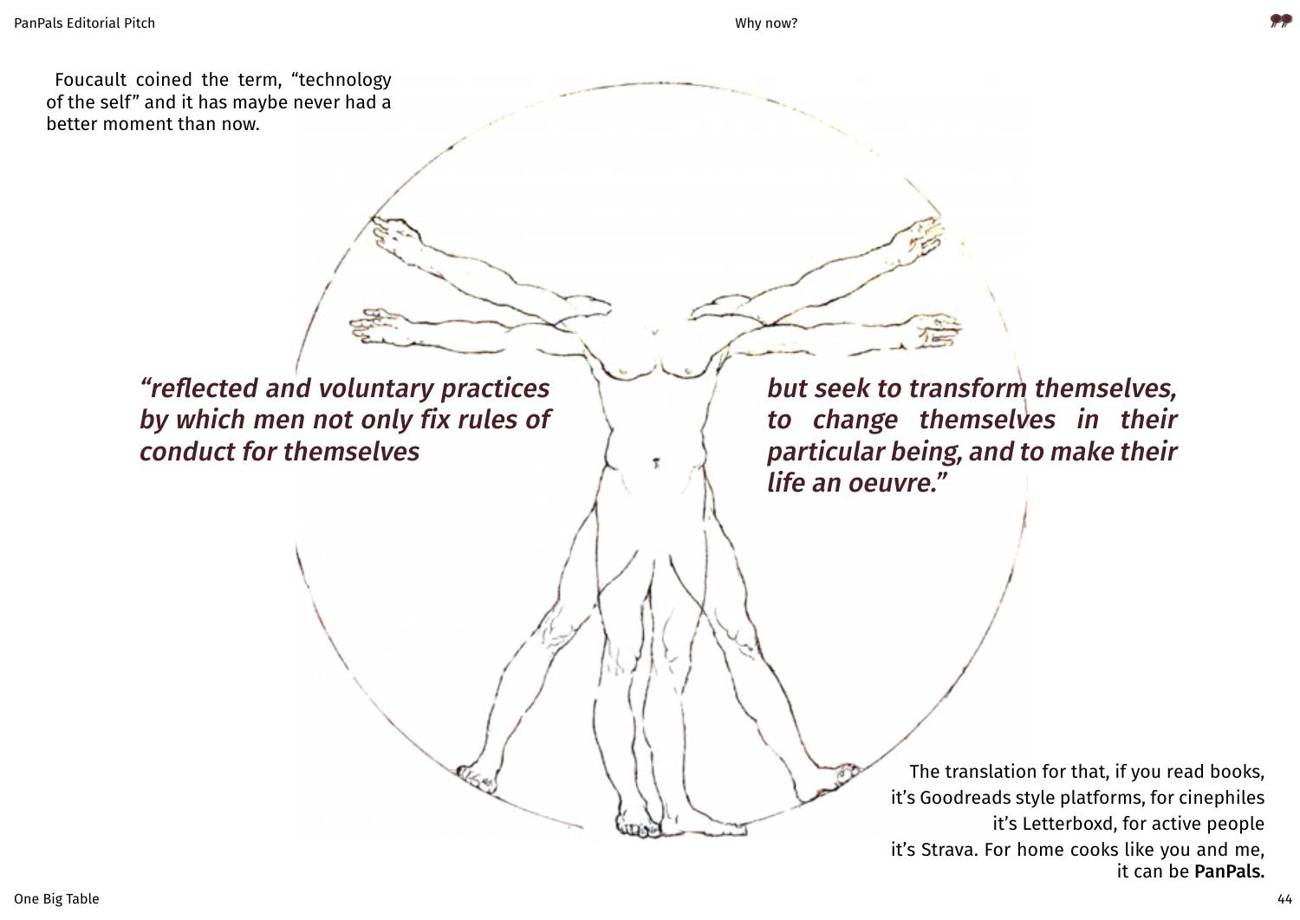 PanPals Editorial Pitch
Why now?
Foucault coined the term, “technology
of the self” and it has maybe never had a
better moment than now.
“reflected and voluntary practices
by which men not only fix rules of
conduct for themselves
but seek to transform themselves,
to change themselves in their
particular being, and to make their
life an oeuvre.”
The translation for that, if you read books,
it’s Goodreads style platforms, for cinephiles
it’s Letterboxd, for active people
it’s Strava. For home cooks like you and me,
it can be PanPals.
One Big Table
44